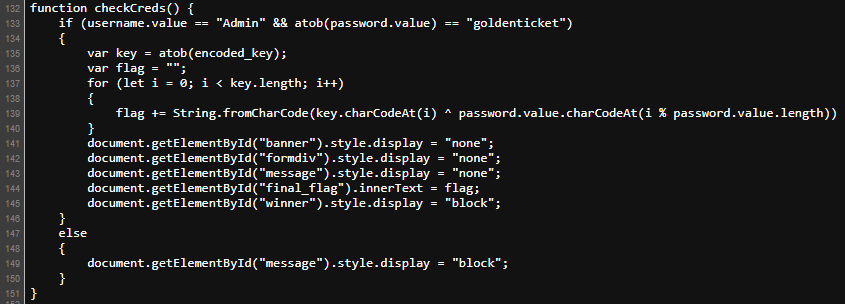 132 function checkCreds() {
133     if (username.value == "Admin" && atob(password.value) == "goldenticket")
134     {
135         var key = atob(encoded_key);
136         var flag = "";
137         for (let i = 0; i < key.length; i++)
138         {
139             flag += String.fromCharCode(key.charCodeAt(i) ^ password.value.charCodeAt(i % password.value.length))
140         }
141         document.getElementById("banner").style.display = "none";
142         document.getElementById("formdiv").style.display = "none";
143         document.getElementById("message").style.display = "none";
144         document.getElementById("final_flag").innerText = flag;
145         document.getElementById("winner").style.display = "block";
146     }
147     else
148     {
149         document.getElementById("message").style.display = "block";
150     }
151 }